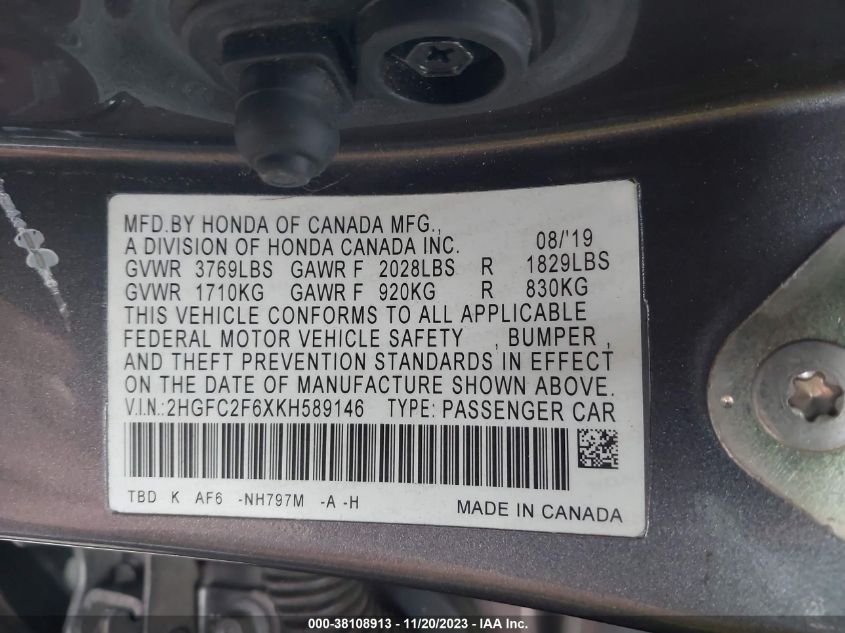 MFD.BY HONDA OF CANADA MFG.,
A DIVISION OF HONDA CANADA INC. 08/'19
GVWR 3769LBS GAWR F 2028LBS R 1829LBS
GVWR 1710KG GAWR F 920KG R 830KG
THIS VEHICLE CONFORMS TO ALL APPLICABLE
FEDERAL MOTOR VEHICLE SAFETY , BUMPER ,
AND THEFT PREVENTION STANDARDS IN EFFECT
ON THE DATE OF MANUFACTURE SHOWN ABOVE.
V.I.N.:2HGFC2F6XKH589146 TYPE: PASSENGER CAR
TBD K AF6 -NH797M -A -H MADE IN CANADA
000-38108913 - 11/20/2023 - IAA Inc.